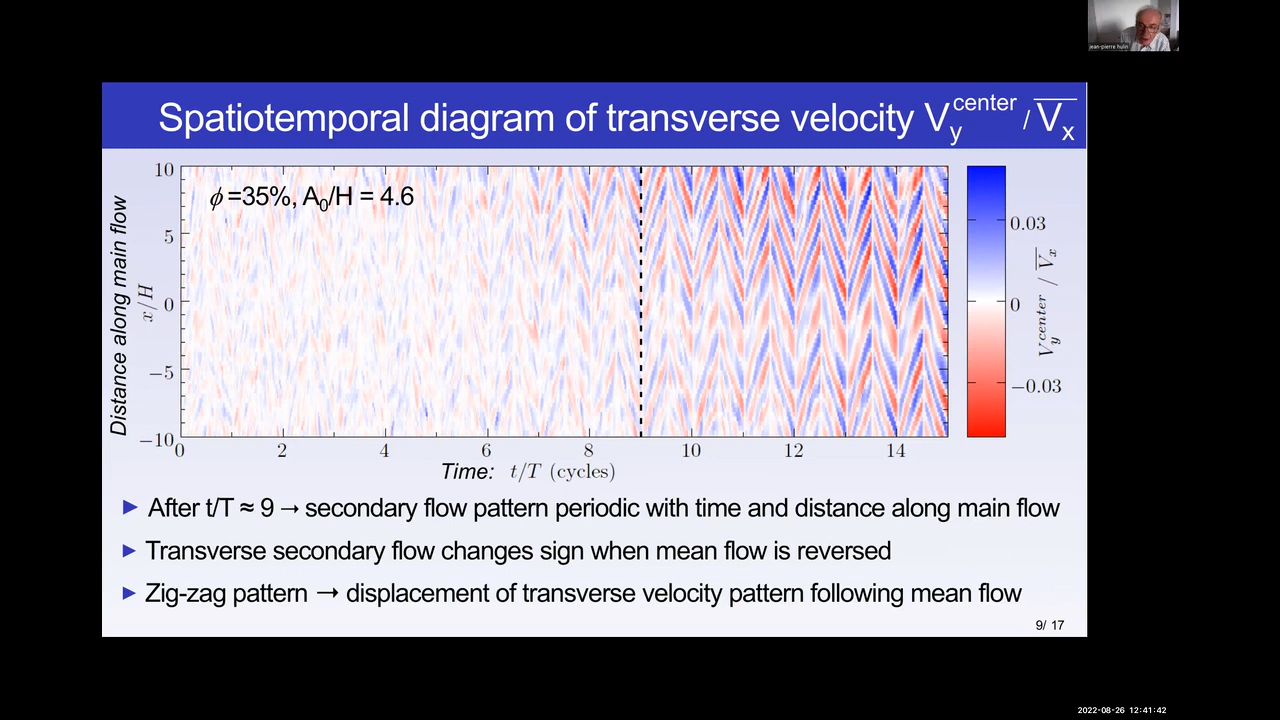 jean-pierre hulin
Spatiotemporal diagram of transverse velocity V_y^center / V_x
10
5
0
−5
−10
Distance along main flow
x/H
ϕ=35%, A0/H = 4.6
0 2 4 6 8 10 12 14
Time: t/T (cycles)
0.03
0
−0.03
V_y^center / V_x
▶ After t/T ≈ 9 → secondary flow pattern periodic with time and distance along main flow
▶ Transverse secondary flow changes sign when mean flow is reversed
▶ Zig-zag pattern → displacement of transverse velocity pattern following mean flow
9/ 17
2022-08-26 12:41:42